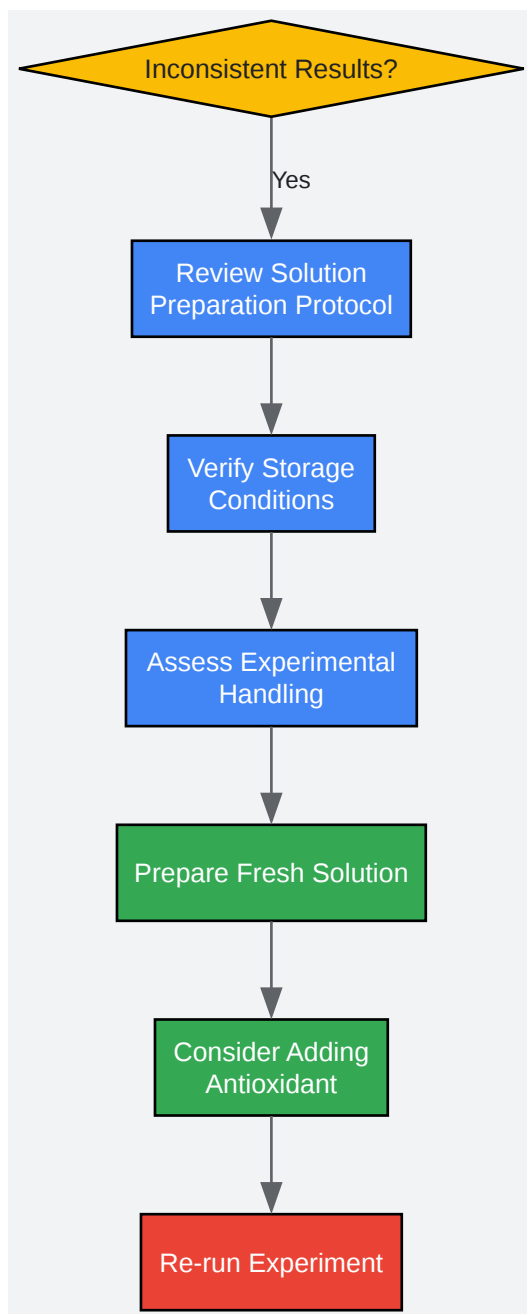 Inconsistent Results?
Yes
Review Solution
Preparation Protocol
Verify Storage
Conditions
Assess Experimental
Handling
Prepare Fresh Solution
Consider Adding
Antioxidant
Re-run Experiment